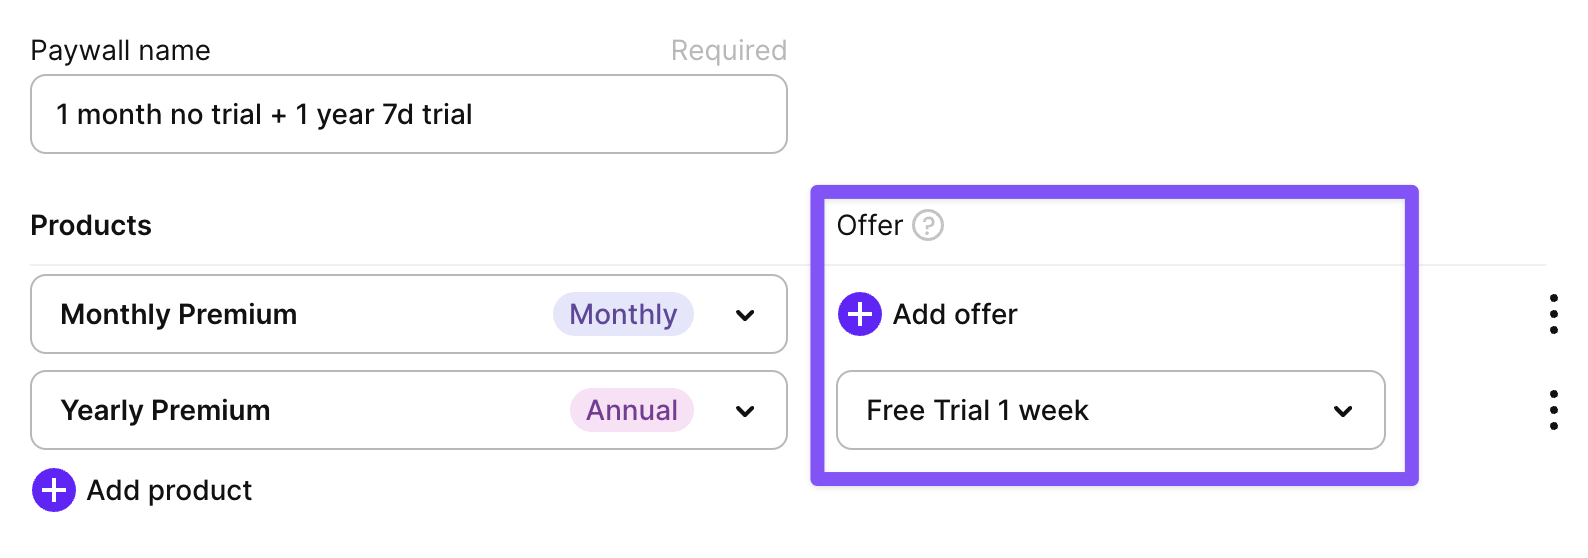 Paywall name Required
1 month no trial + 1 year 7d trial
Products Offer ?
Monthly Premium Monthly Add offer
Yearly Premium Annual Free Trial 1 week
Add product